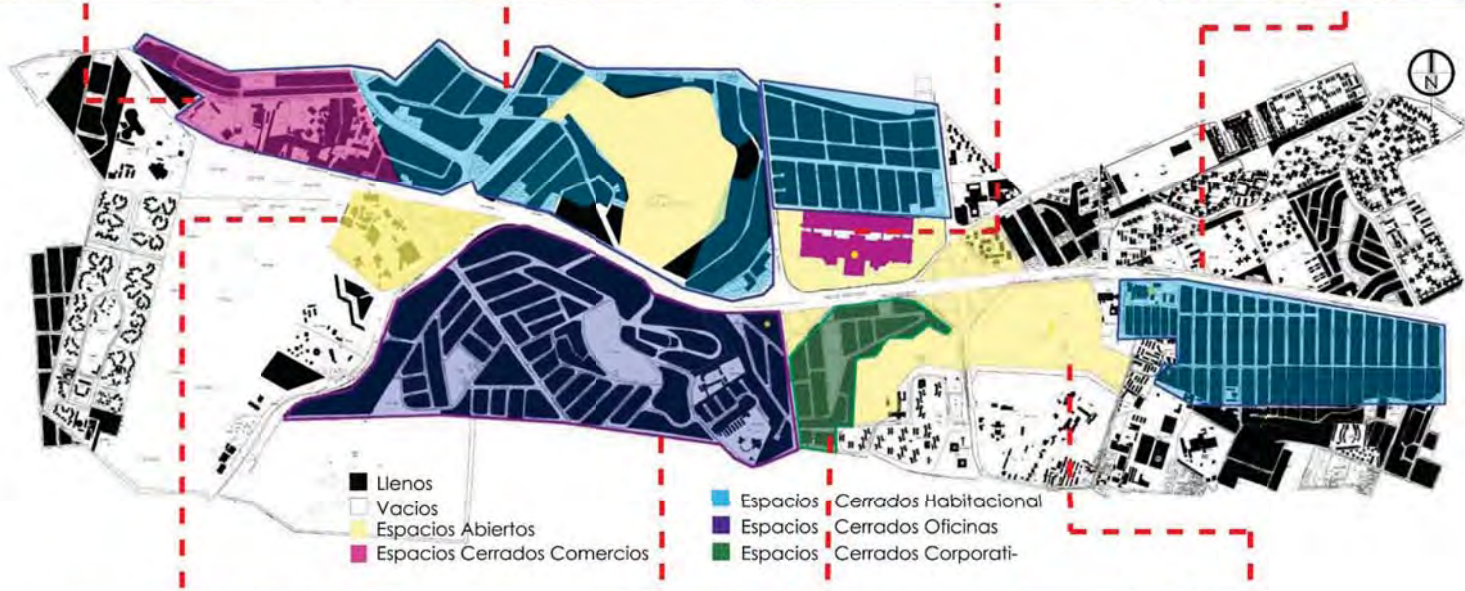 N
Llenos
Vacios
Espacios Abiertos
Espacios Cerrados Comercios
Espacios Cerrados Habitacional
Espacios Cerrados Oficinas
Espacios Cerrados Corporati-